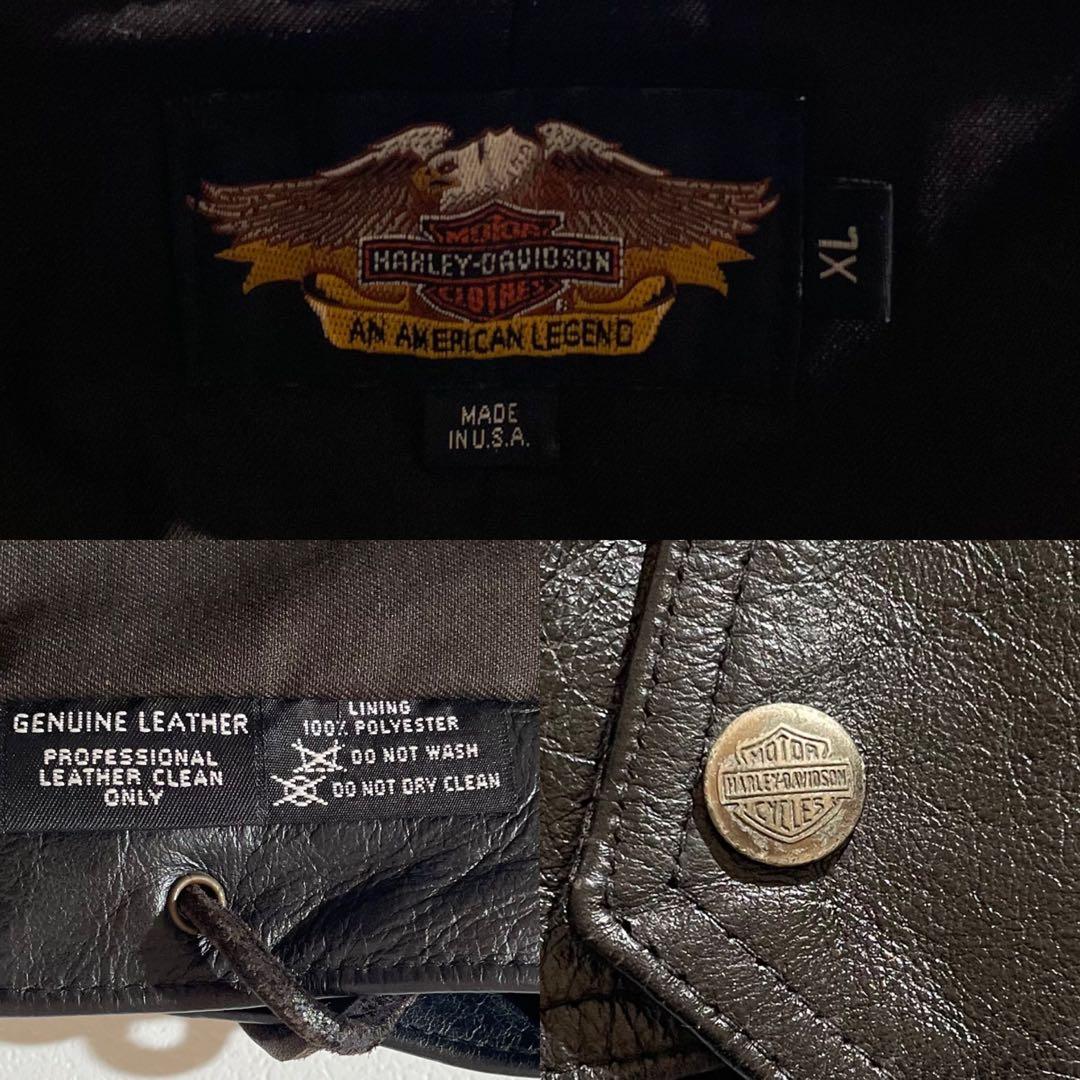 MOTOR
HARLEY-DAVIDSON
CLOTHES
®
AN AMERICAN LEGEND
XL
MADE
IN U.S.A.
GENUINE LEATHER
PROFESSIONAL
LEATHER CLEAN
ONLY
LINING
100% POLYESTER
DO NOT WASH
DO NOT DRY CLEAN
MOTOR
HARLEY-DAVIDSON
CYCLES